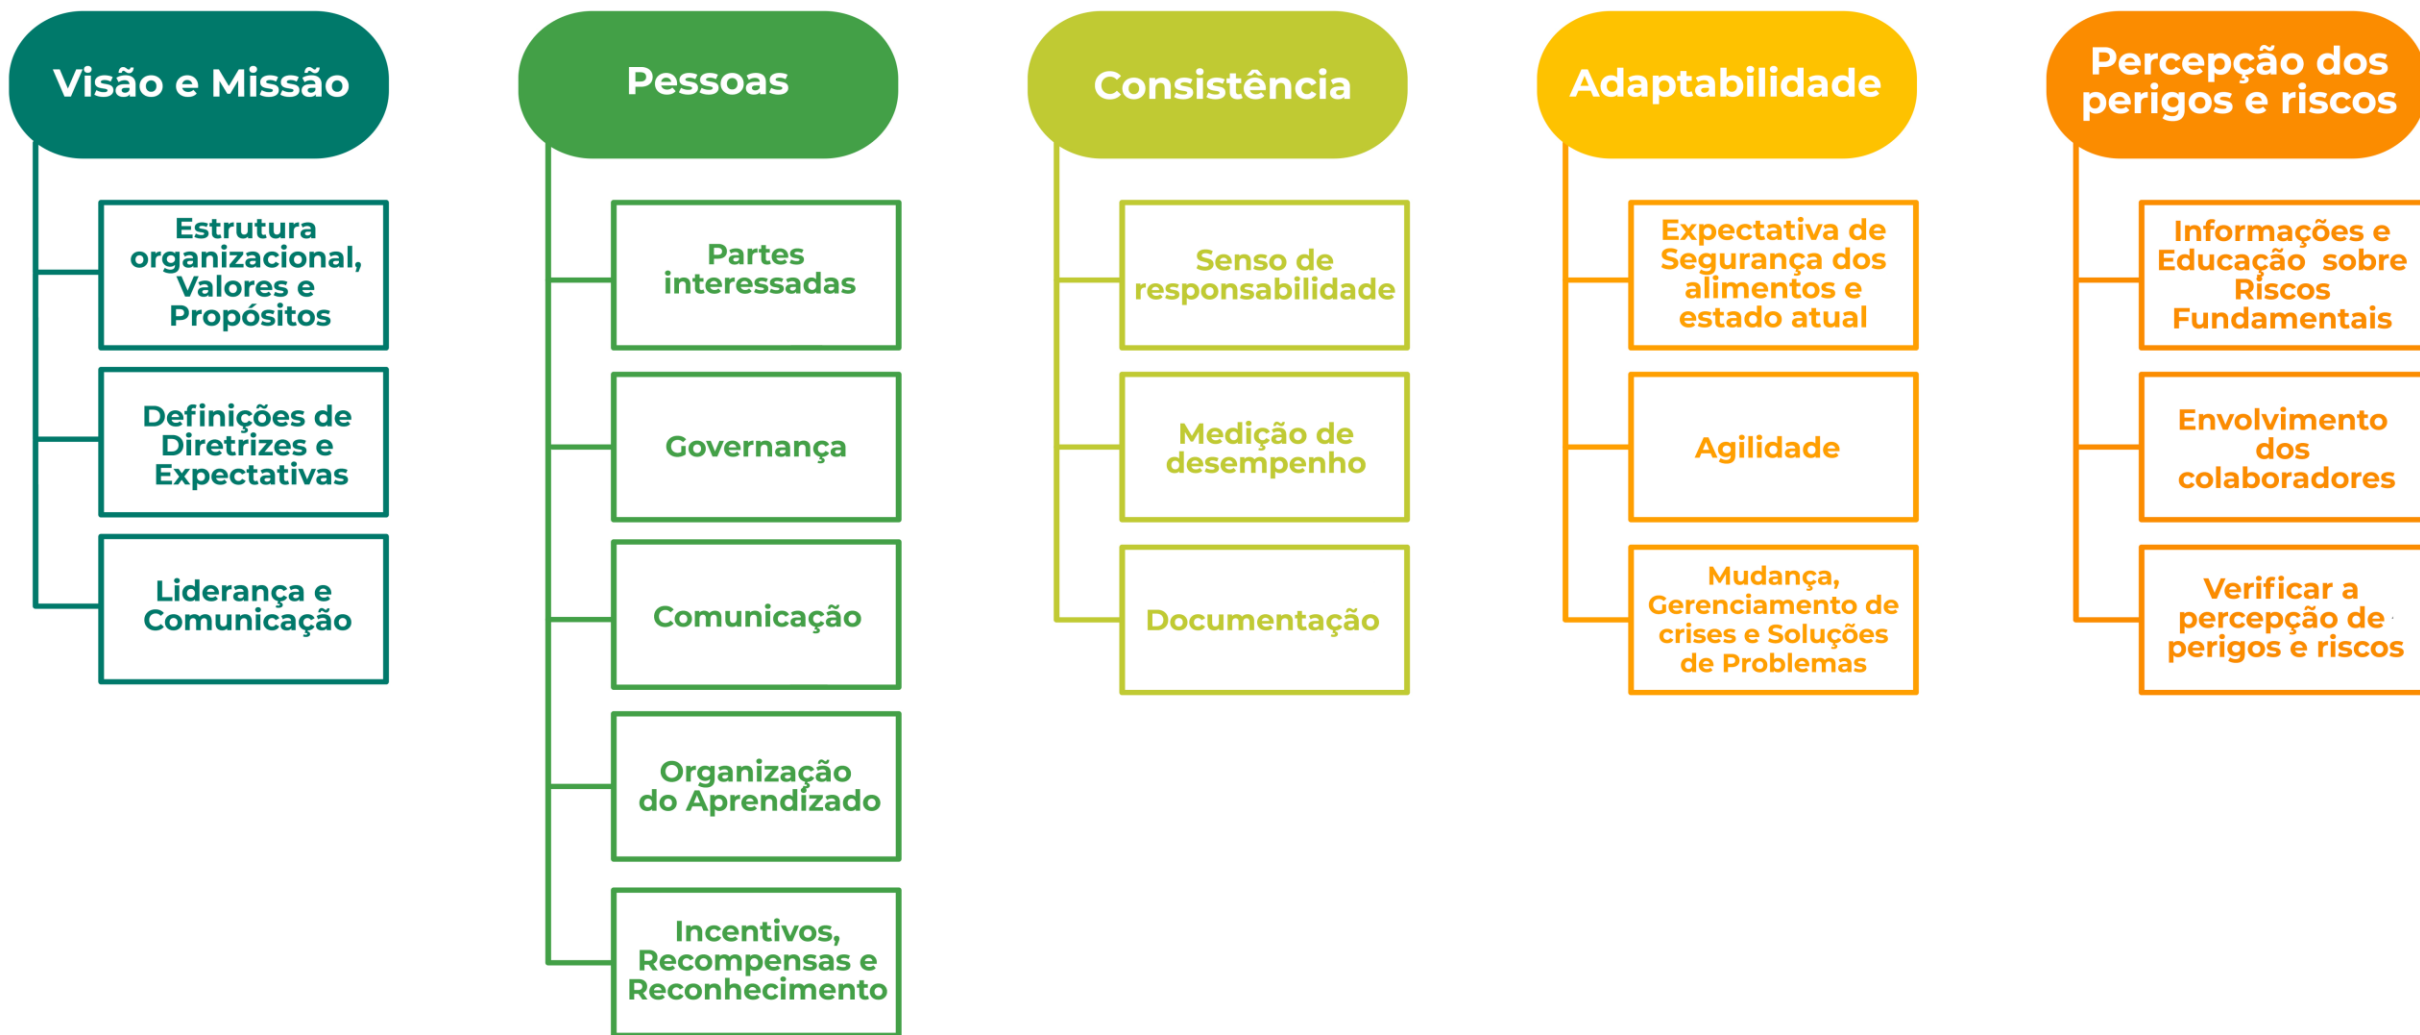 Visão e Missão
Estrutura
organizacional,
Valores e
Propósitos
Definições de
Diretrizes e
Expectativas
Liderança e
Comunicação
Pessoas
Partes
interessadas
Governança
Comunicação
Organização
do Aprendizado
Incentivos,
Recompensas e
Reconhecimento
Consistência
Senso de
responsabilidade
Medição de
desempenho
Documentação
Adaptabilidade
Expectativa de
Segurança dos
alimentos e
estado atual
Agilidade
Mudança,
Gerenciamento de
crises e Soluções
de Problemas
Percepção dos
perigos e riscos
Informações e
Educação sobre
Riscos
Fundamentais
Envolvimento
dos
colaboradores
Verificar a
percepção de
perigos e riscos